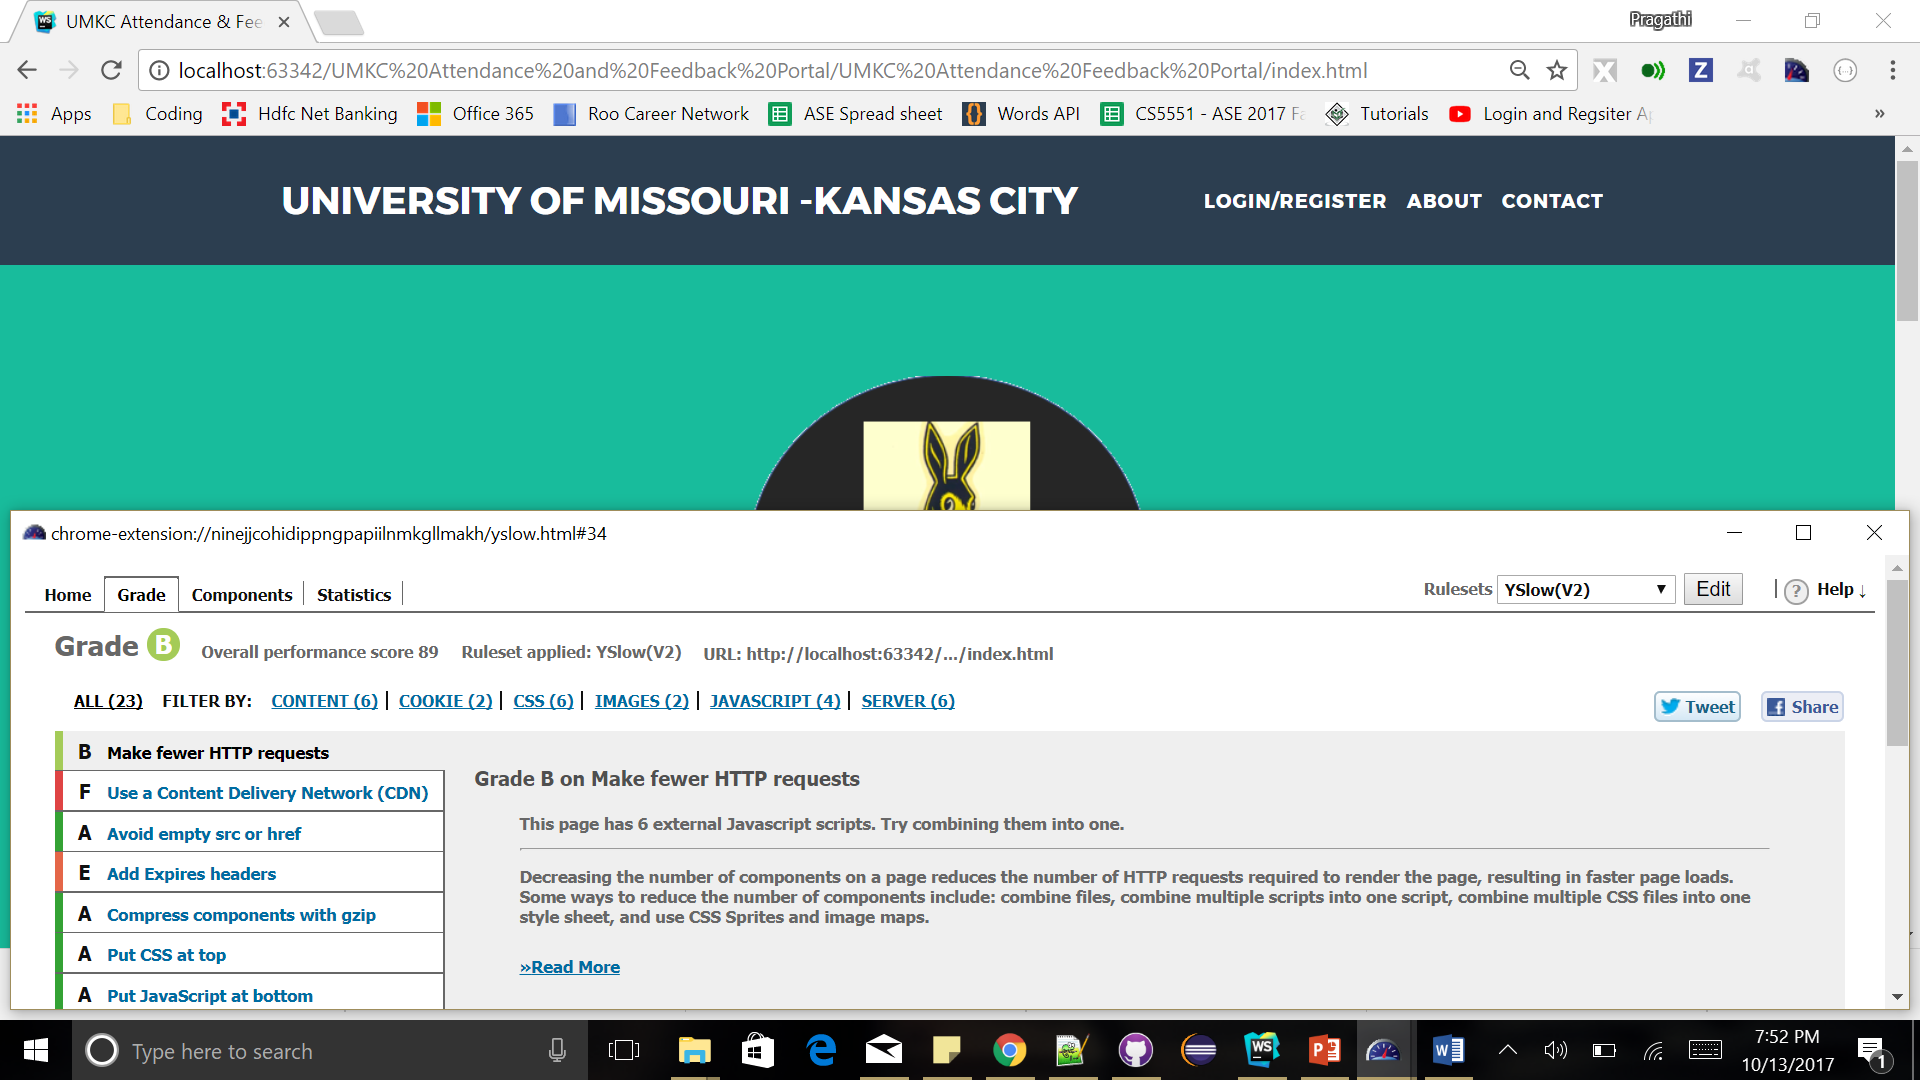 UMKC Attendance & Fee
Pragathi
localhost:63342/UMKC%20Attendance%20and%20Feedback%20Portal/UMKC%20Attendance%20Feedback%20Portal/index.html
Apps Coding Hdfc Net Banking Office 365 Roo Career Network ASE Spread sheet Words API CS5551 - ASE 2017 Fa Tutorials Login and Regsiter Ap »
UNIVERSITY OF MISSOURI -KANSAS CITY LOGIN/REGISTER ABOUT CONTACT
chrome-extension://ninejjcohidippngpapiilnmkgllmakh/yslow.html#34
Home Grade Components Statistics Rulesets YSlow(V2) Edit ? Help ↓
Grade B Overall performance score 89 Ruleset applied: YSlow(V2) URL: http://localhost:63342/.../index.html
ALL (23) FILTER BY: CONTENT (6) | COOKIE (2) | CSS (6) | IMAGES (2) | JAVASCRIPT (4) | SERVER (6)
Tweet Share
B Make fewer HTTP requests
F Use a Content Delivery Network (CDN)
A Avoid empty src or href
E Add Expires headers
A Compress components with gzip
A Put CSS at top
A Put JavaScript at bottom
Grade B on Make fewer HTTP requests
This page has 6 external Javascript scripts. Try combining them into one.
Decreasing the number of components on a page reduces the number of HTTP requests required to render the page, resulting in faster page loads.
Some ways to reduce the number of components include: combine files, combine multiple scripts into one script, combine multiple CSS files into one
style sheet, and use CSS Sprites and image maps.
»Read More
Type here to search
7:52 PM
10/13/2017
1